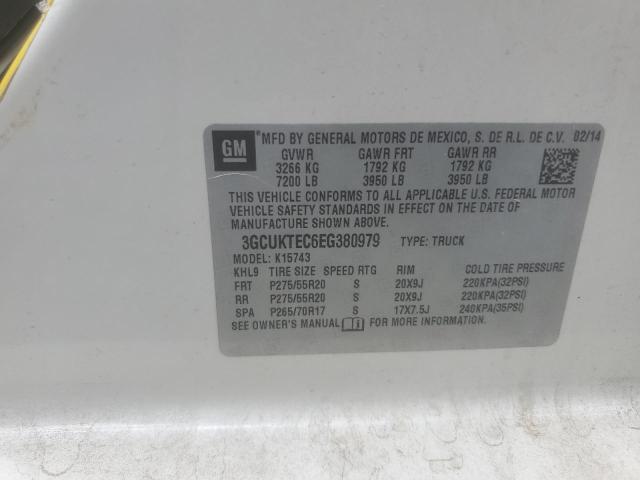 GM ® MFD BY GENERAL MOTORS DE MEXICO, S. DE R.L. DE C.V. 02/14
GVWR GAWR FRT GAWR RR
3266 KG 1792 KG 1792 KG
7200 LB 3950 LB 3950 LB
THIS VEHICLE CONFORMS TO ALL APPLICABLE U.S. FEDERAL MOTOR
VEHICLE SAFETY STANDARDS IN EFFECT ON THE DATE OF
MANUFACTURE SHOWN ABOVE.
3GCUKTEC6EG380979 TYPE: TRUCK
MODEL: K15743
KHL9 TIRE SIZE SPEED RTG RIM COLD TIRE PRESSURE
FRT P275/55R20 S 20X9J 220KPA(32PSI)
RR P275/55R20 S 20X9J 220KPA(32PSI)
SPA P265/70R17 S 17X7.5J 240KPA(35PSI)
SEE OWNER'S MANUAL FOR MORE INFORMATION.